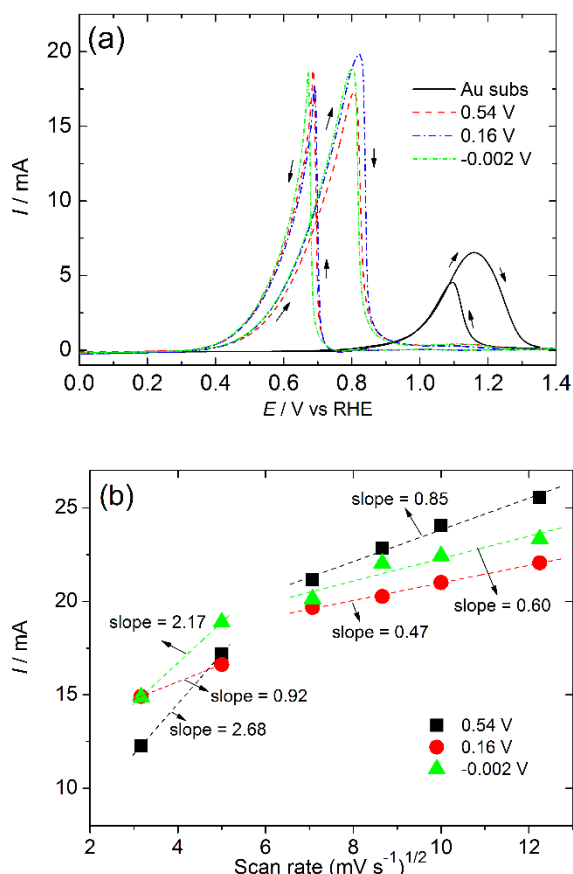 (a)
20
15
10
5
0
I / mA
Au subs
0.54 V
0.16 V
-0.002 V
0.0 0.2 0.4 0.6 0.8 1.0 1.2 1.4
E / V vs RHE
(b)
25
20
15
10
I / mA
slope = 0.85
slope = 2.17
slope = 0.60
slope = 0.47
slope = 0.92
slope = 2.68
0.54 V
0.16 V
-0.002 V
2 4 6 8 10 12
Scan rate (mV s⁻¹)¹/²